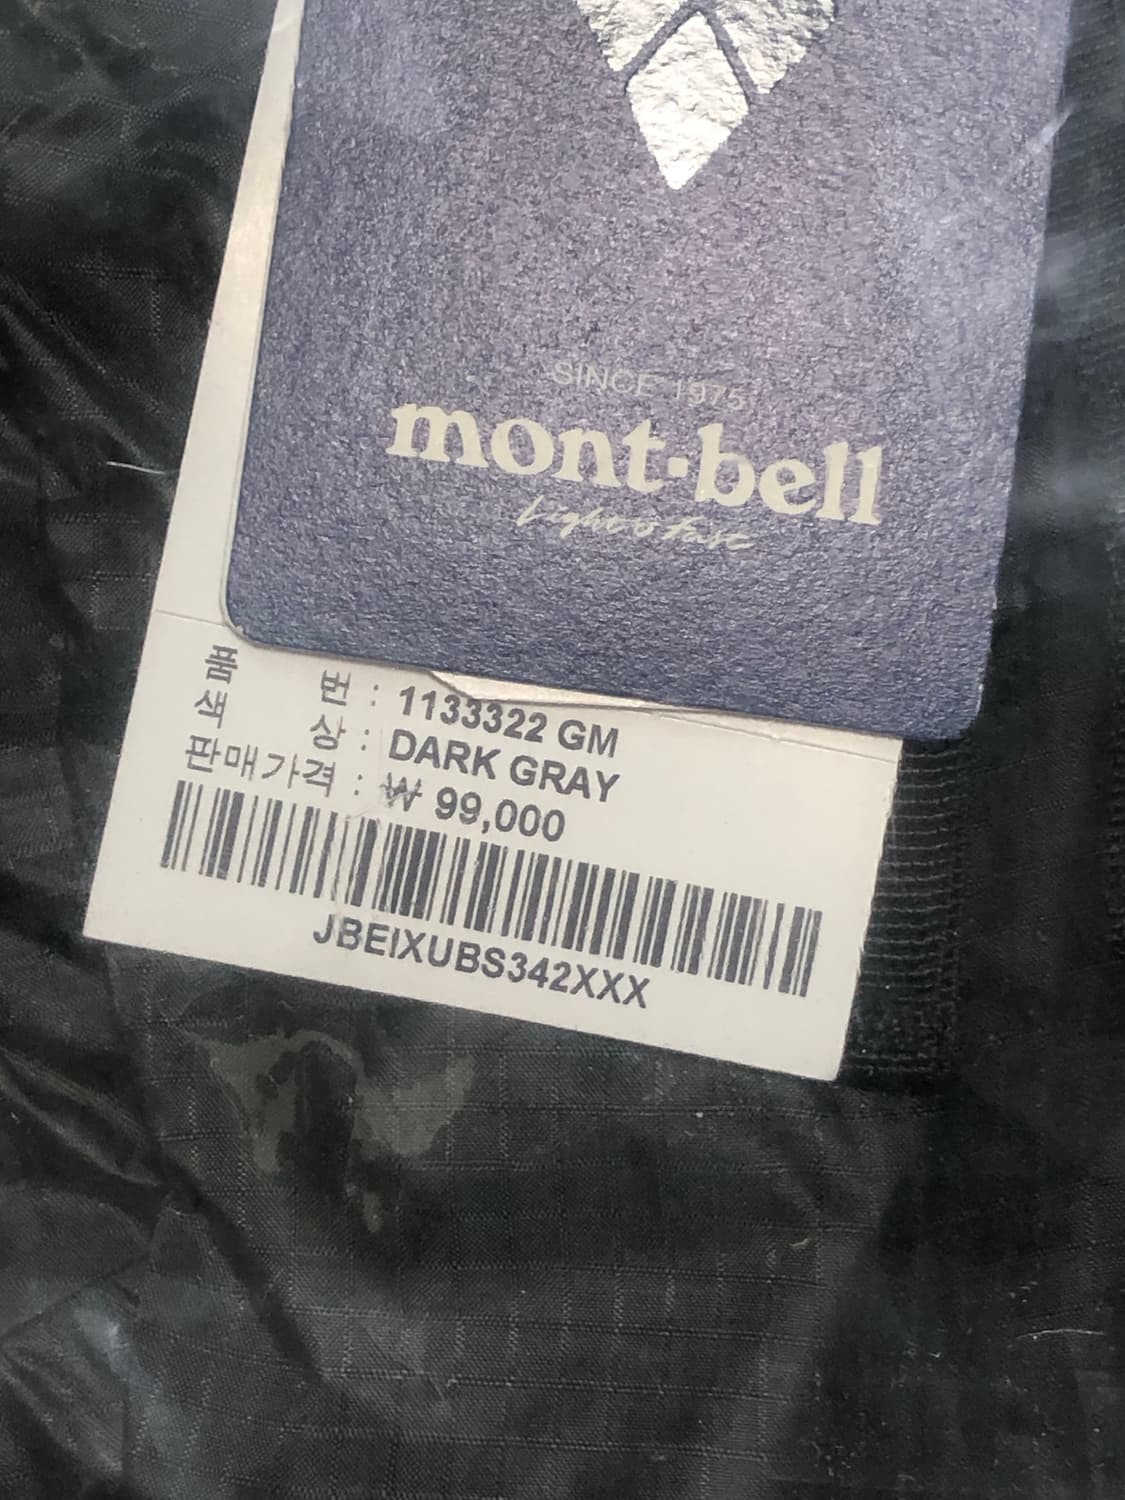 SINCE 1975
mont·bell
Light & Fast
품 번 : 1133322 GM
색 상 : DARK GRAY
판매가격 : ₩ 99,000
JBEIXUBS342XXX